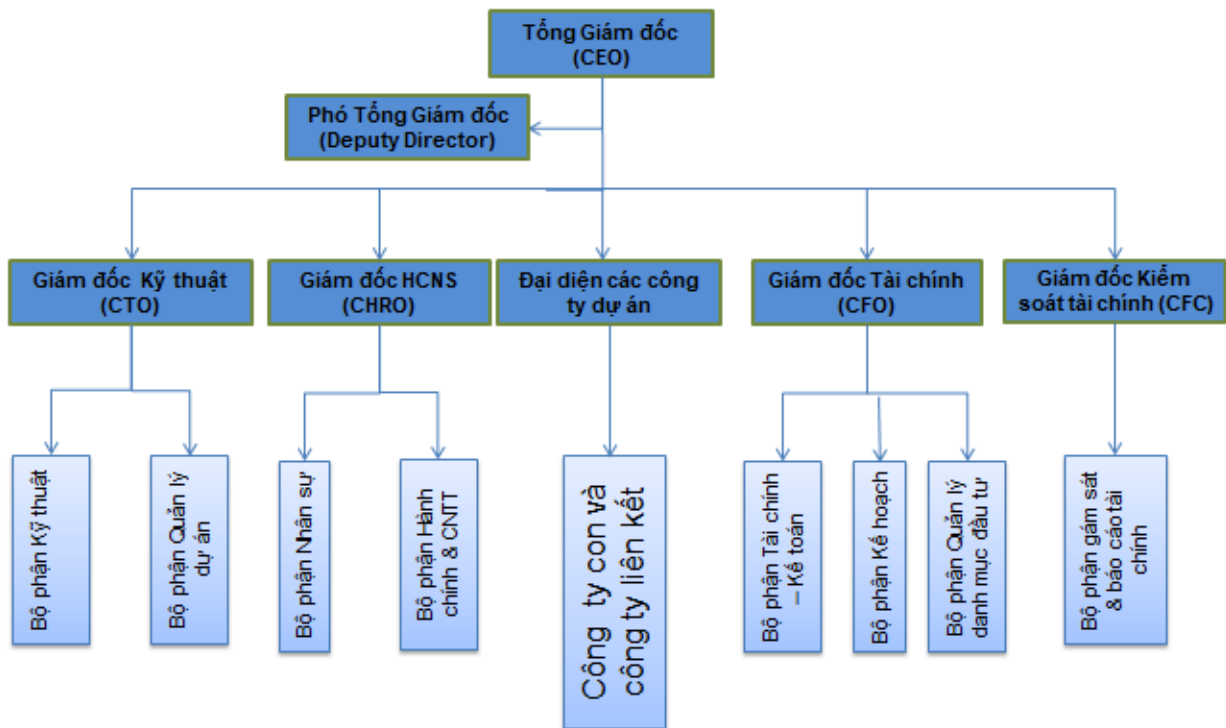 Tổng Giám đốc
(CEO)
Phó Tổng Giám đốc
(Deputy Director)
Giám đốc Kỹ thuật
(CTO)
Giám đốc HCNS
(CHRO)
Đại diện các công
ty dự án
Giám đốc Tài chính
(CFO)
Giám đốc Kiểm
soát tài chính (CFC)
Bộ phận Kỹ thuật
Bộ phận Quản lý
dự án
Bộ phận Nhân sự
Bộ phận Hành
chính & CNTT
Công ty con và
công ty liên kết
Bộ phận Tài chính
– Kế toán
Bộ phận Kế hoạch
Bộ phận Quản lý
danh mục đầu tư
Bộ phận gám sát
& báo cáo tài
chính